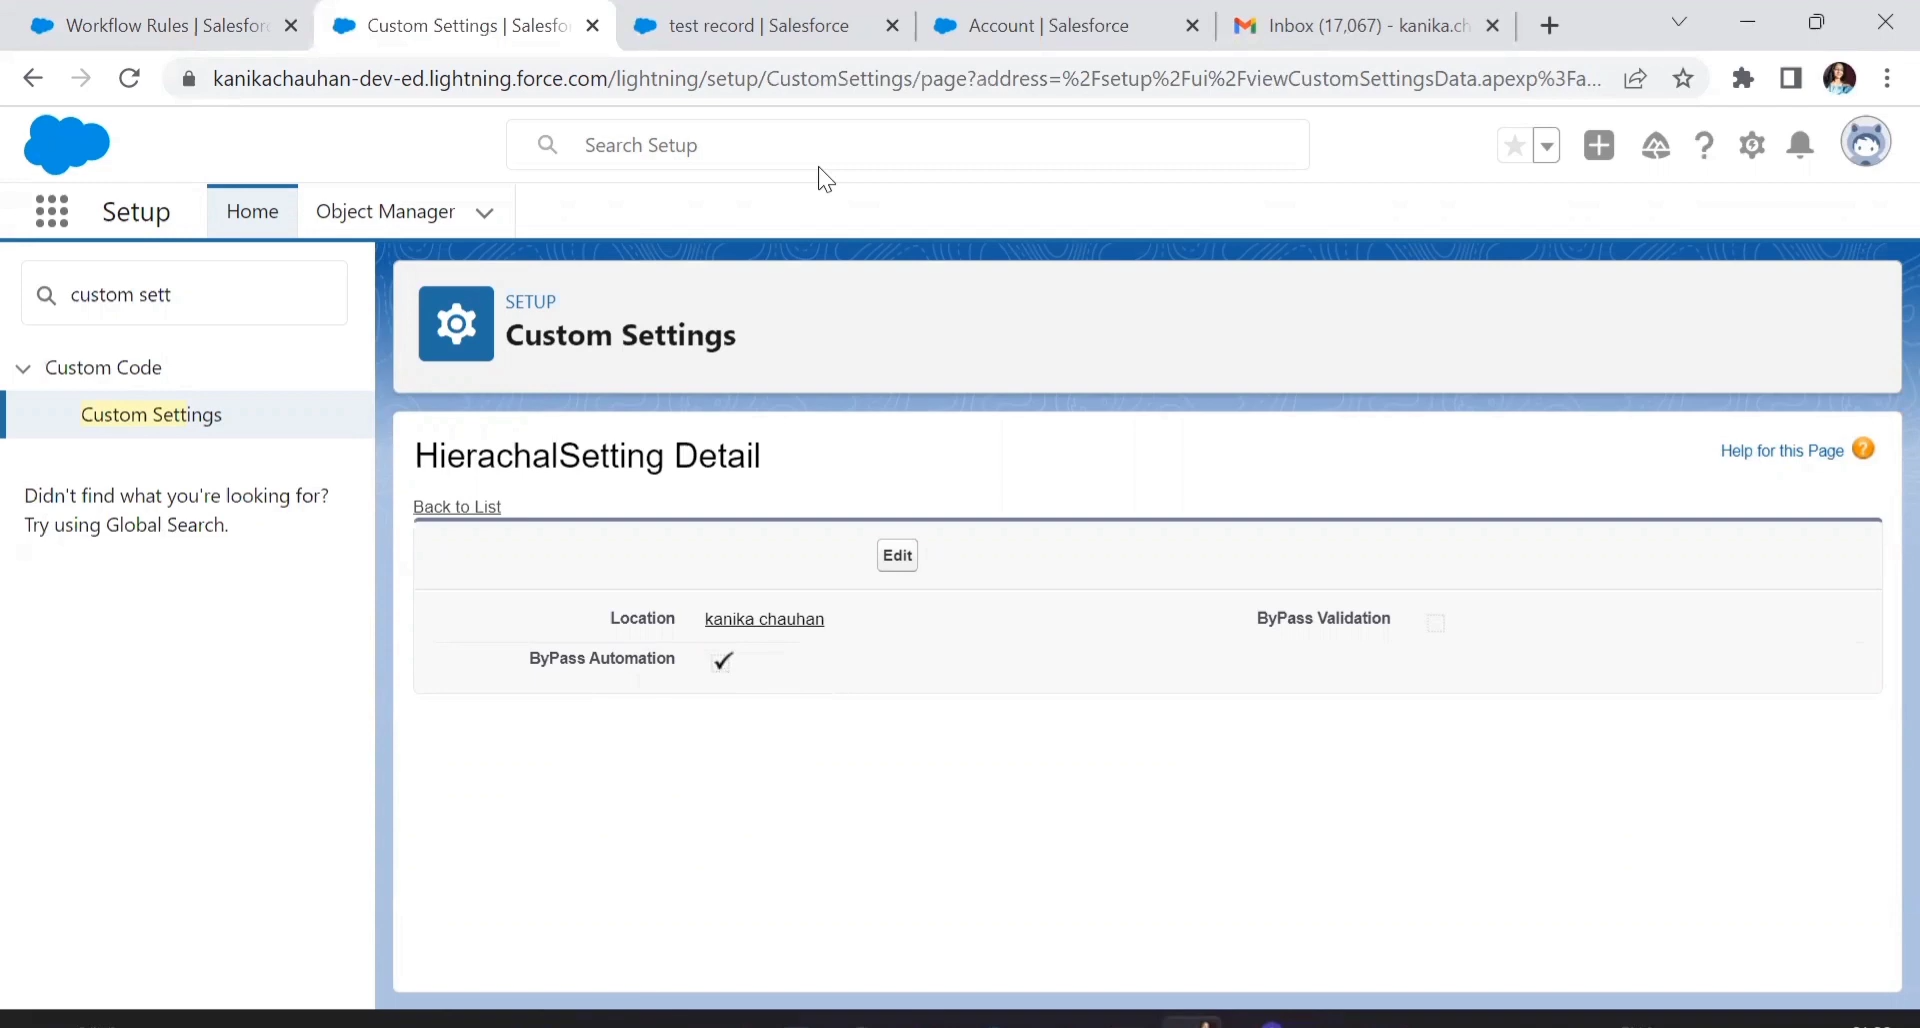 Workflow Rules | Salesforc
Custom Settings | Salesfo
test record | Salesforce
Account | Salesforce
Inbox (17,067) - kanika.ch
kanikachauhan-dev-ed.lightning.force.com/lightning/setup/CustomSettings/page?address=%2Fsetup%2Fui%2FviewCustomSettingsData.apexp%3Fa...
Search Setup
Setup
Home
Object Manager
custom sett
Custom Code
Custom Settings
Didn't find what you're looking for?
Try using Global Search.
SETUP
Custom Settings
HierachalSetting Detail
Help for this Page
Back to List
Edit
Location kanika chauhan
ByPass Validation
ByPass Automation